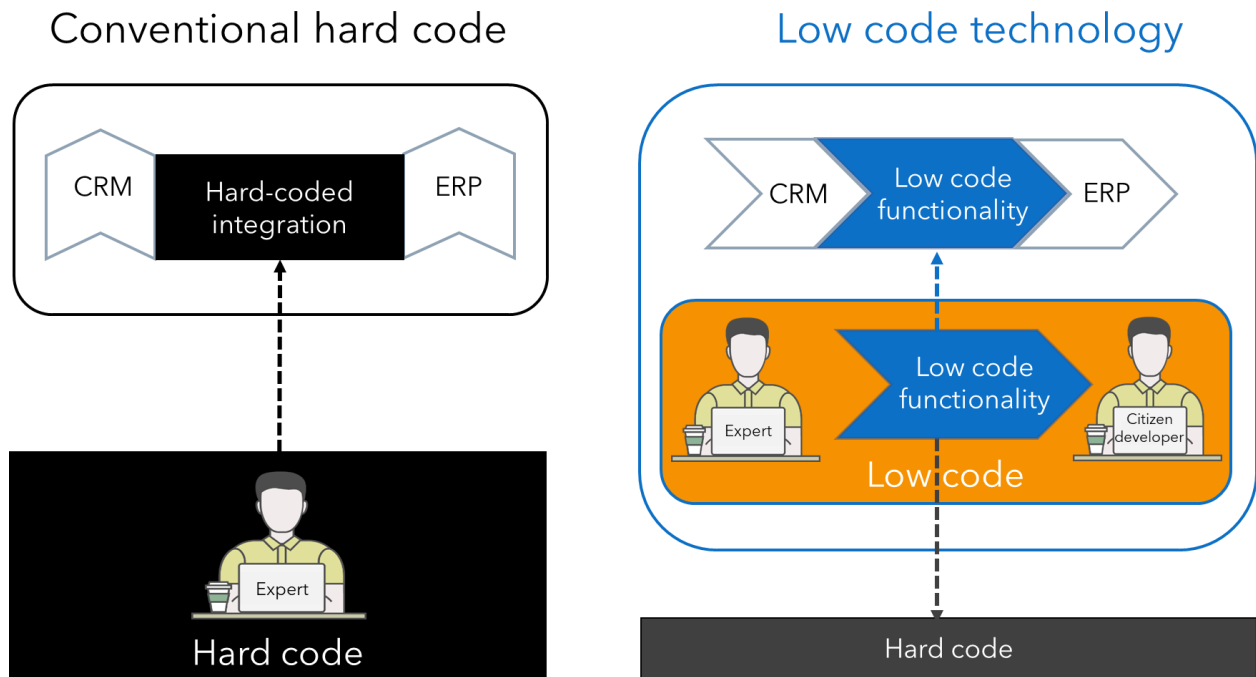 Conventional hard code
CRM
Hard-coded
integration
ERP
Expert
Hard code
Low code technology
CRM
Low code
functionality
ERP
Expert
Low code
functionality
Citizen
developer
Low code
Hard code